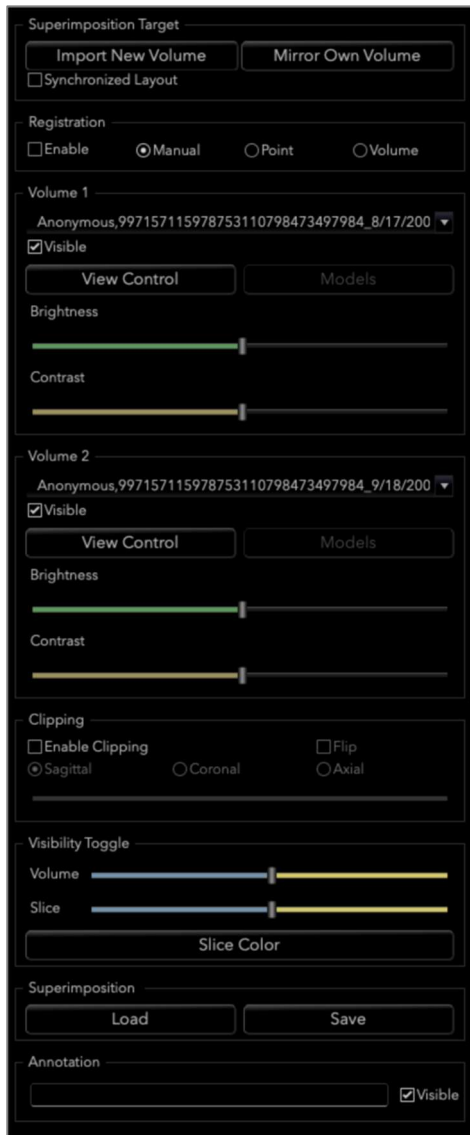 Superimposition Target
Import New Volume Mirror Own Volume
Synchronized Layout
Registration
Enable Manual Point Volume
Volume 1
Anonymous,99715711597875311079847349798​4_8/17/200
Visible
View Control Models
Brightness
Contrast
Volume 2
Anonymous,997157115978753110798473497984_9/18/200
Visible
View Control Models
Brightness
Contrast
Clipping
Enable Clipping Flip
Sagittal Coronal Axial
Visibility Toggle
Volume
Slice
Slice Color
Superimposition
Load Save
Annotation
Visible